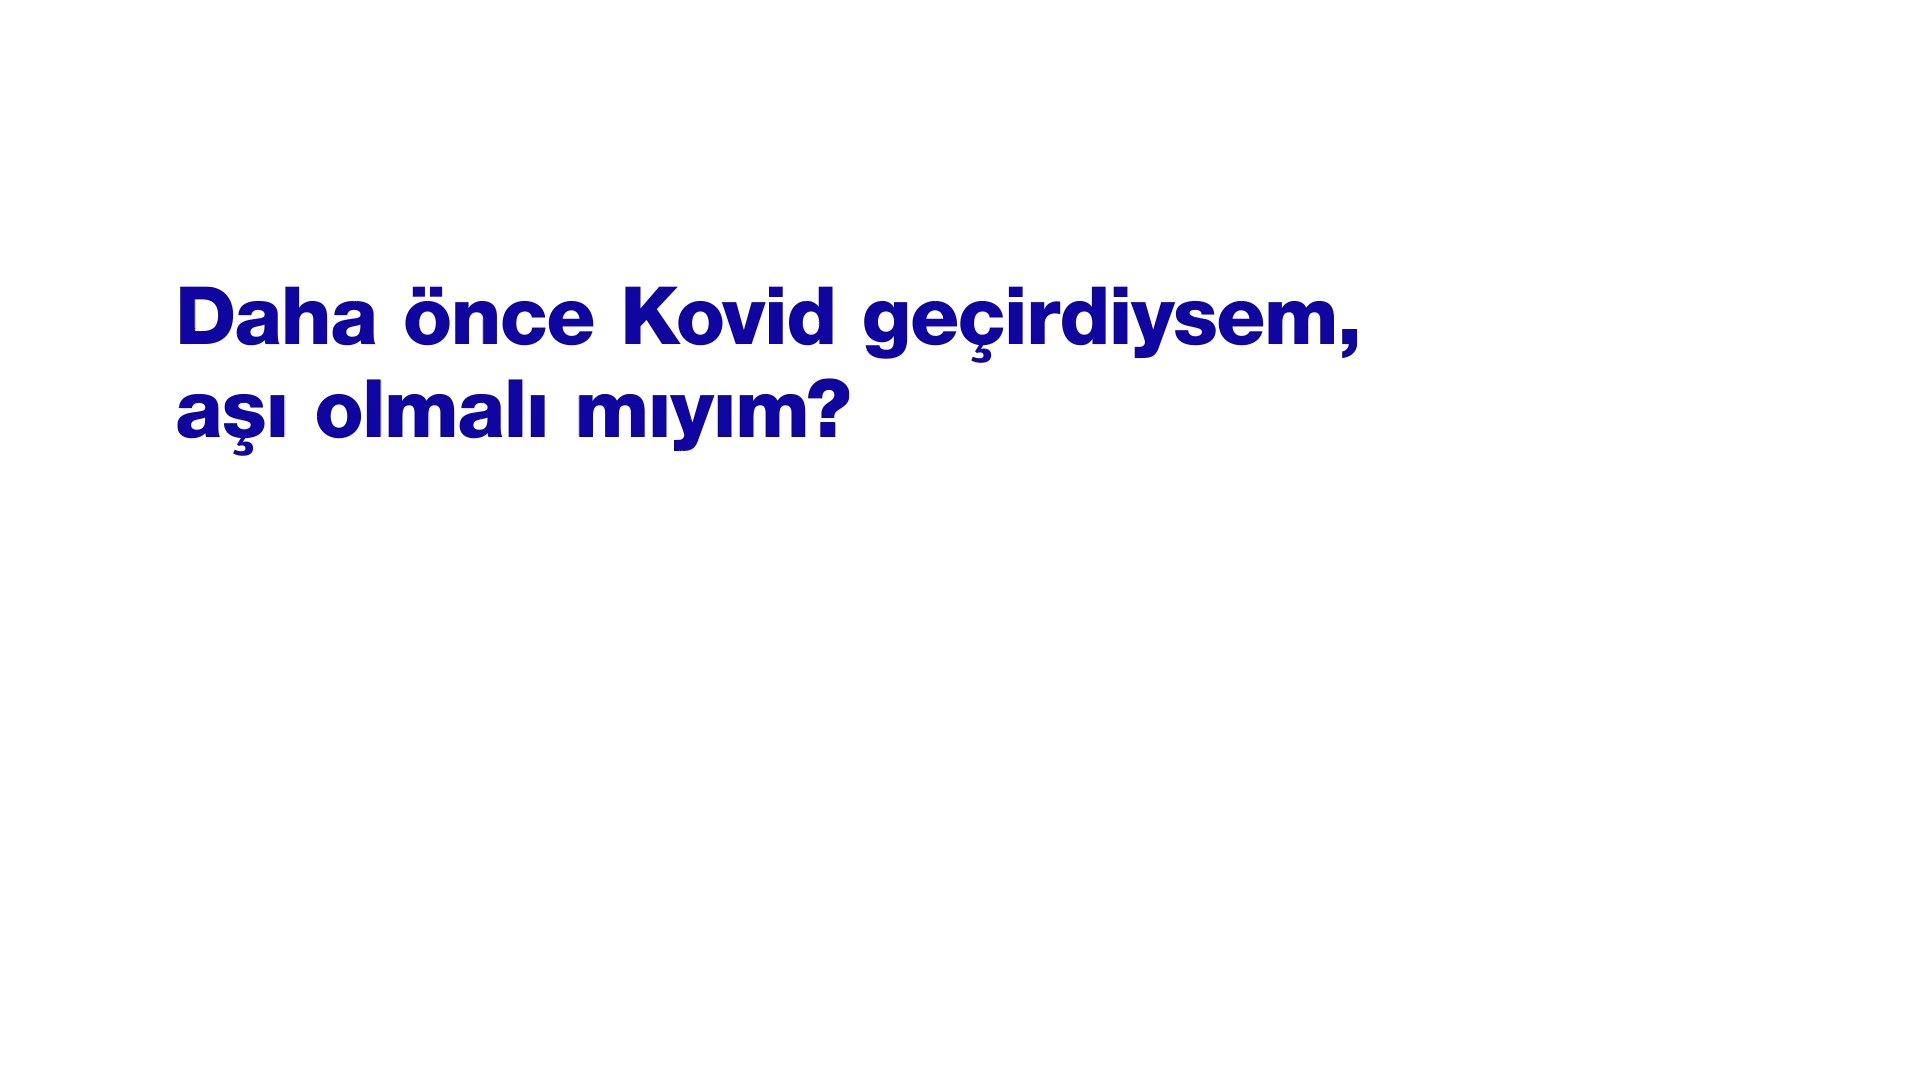 Daha önce Kovid geçirdiysem,
aşı olmalı mıyım?